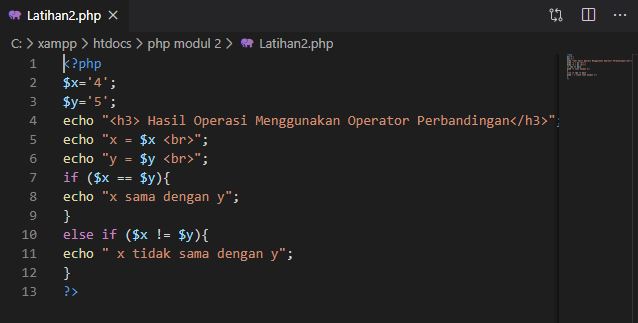 Latihan2.php
C: > xampp > htdocs > php modul 2 > Latihan2.php
1 <?php
2 $x='4';
3 $y='5';
4 echo "<h3> Hasil Operasi Menggunakan Operator Perbandingan</h3>";
5 echo "x = $x <br>";
6 echo "y = $y <br>";
7 if ($x == $y){
8 echo "x sama dengan y";
9 }
10 else if ($x != $y){
11 echo " x tidak sama dengan y";
12 }
13 ?>